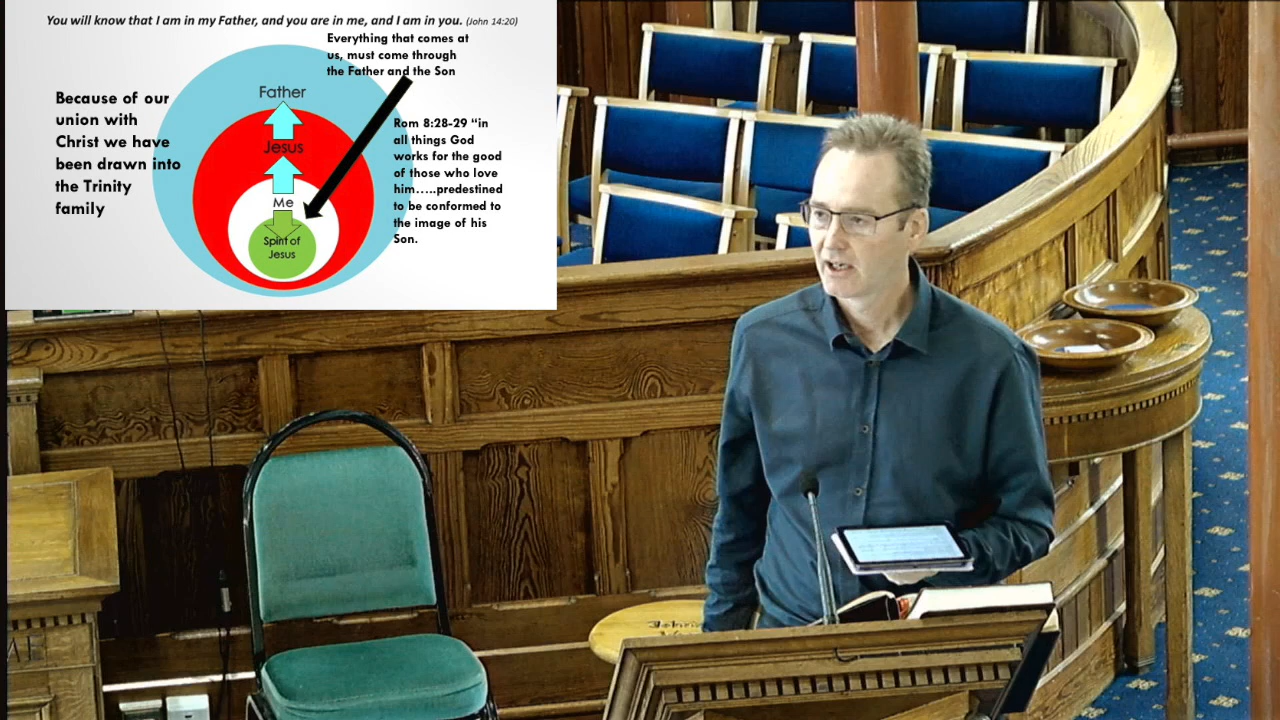 You will know that I am in my Father, and you are in me, and I am in you. (John 14:20)
Everything that comes at
us, must come through
the Father and the Son
Because of our
union with
Christ we have
been drawn into
the Trinity
family
Father
Jesus
Me
Spirit of
Jesus
Rom 8:28-29 “in
all things God
works for the good
of those who love
him…..predestined
to be conformed to
the image of his
Son.